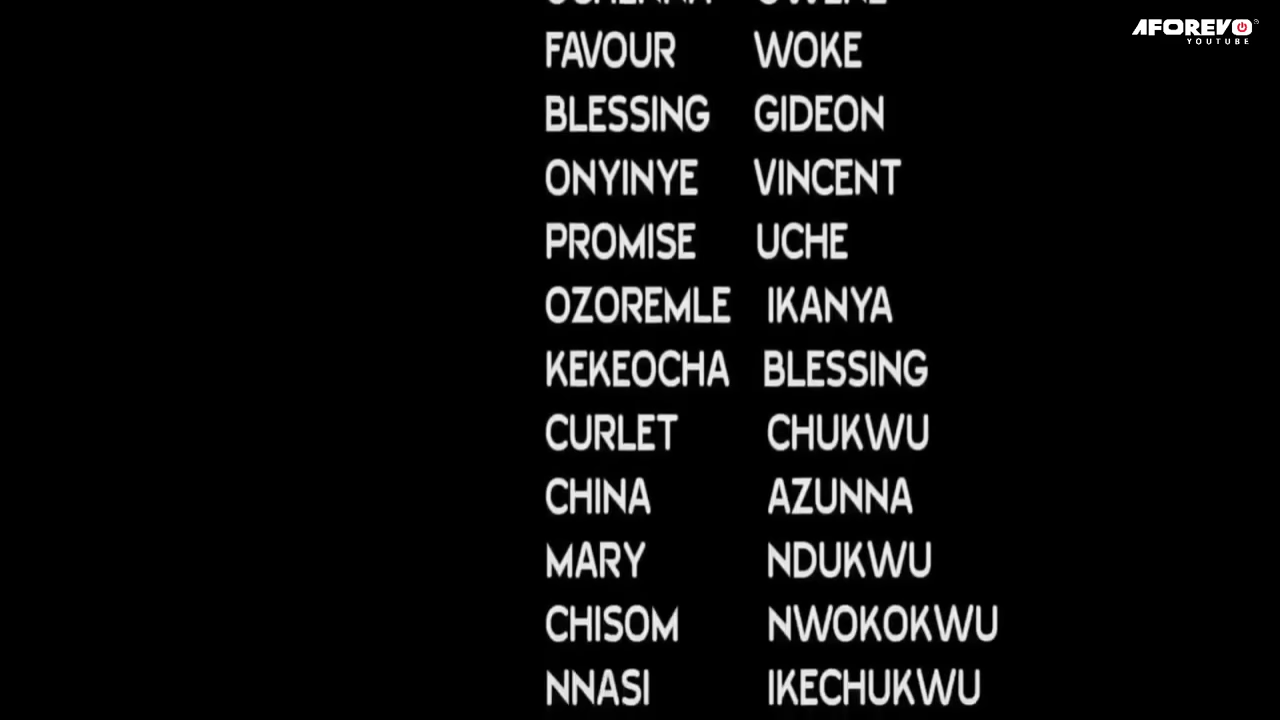 AFOREVO
YOUTUBE
FAVOUR WOKE
BLESSING GIDEON
ONYINYE VINCENT
PROMISE UCHE
OZOREMLE IKANYA
KEKEOCHA BLESSING
CURLET CHUKWU
CHINA AZUNNA
MARY NDUKWU
CHISOM NWOKOKWU
NNASI IKECHUKWU